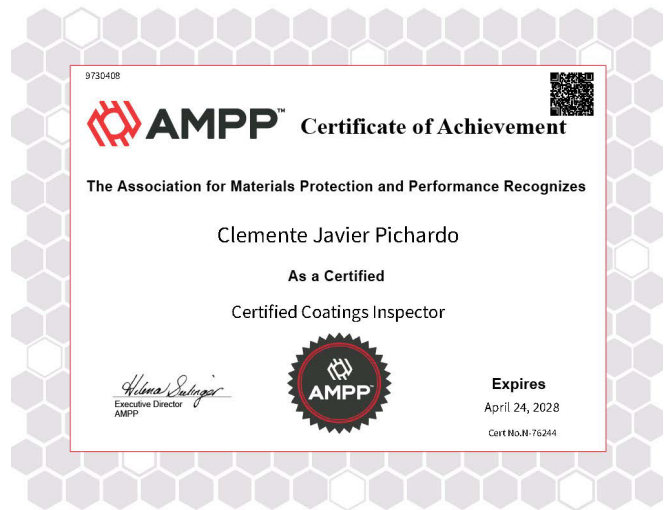 9730408
AMPP™ Certificate of Achievement
The Association for Materials Protection and Performance Recognizes
Clemente Javier Pichardo
As a Certified
Certified Coatings Inspector
AMPP™
Executive Director
AMPP
Expires
April 24, 2028
Cert No.N-76244